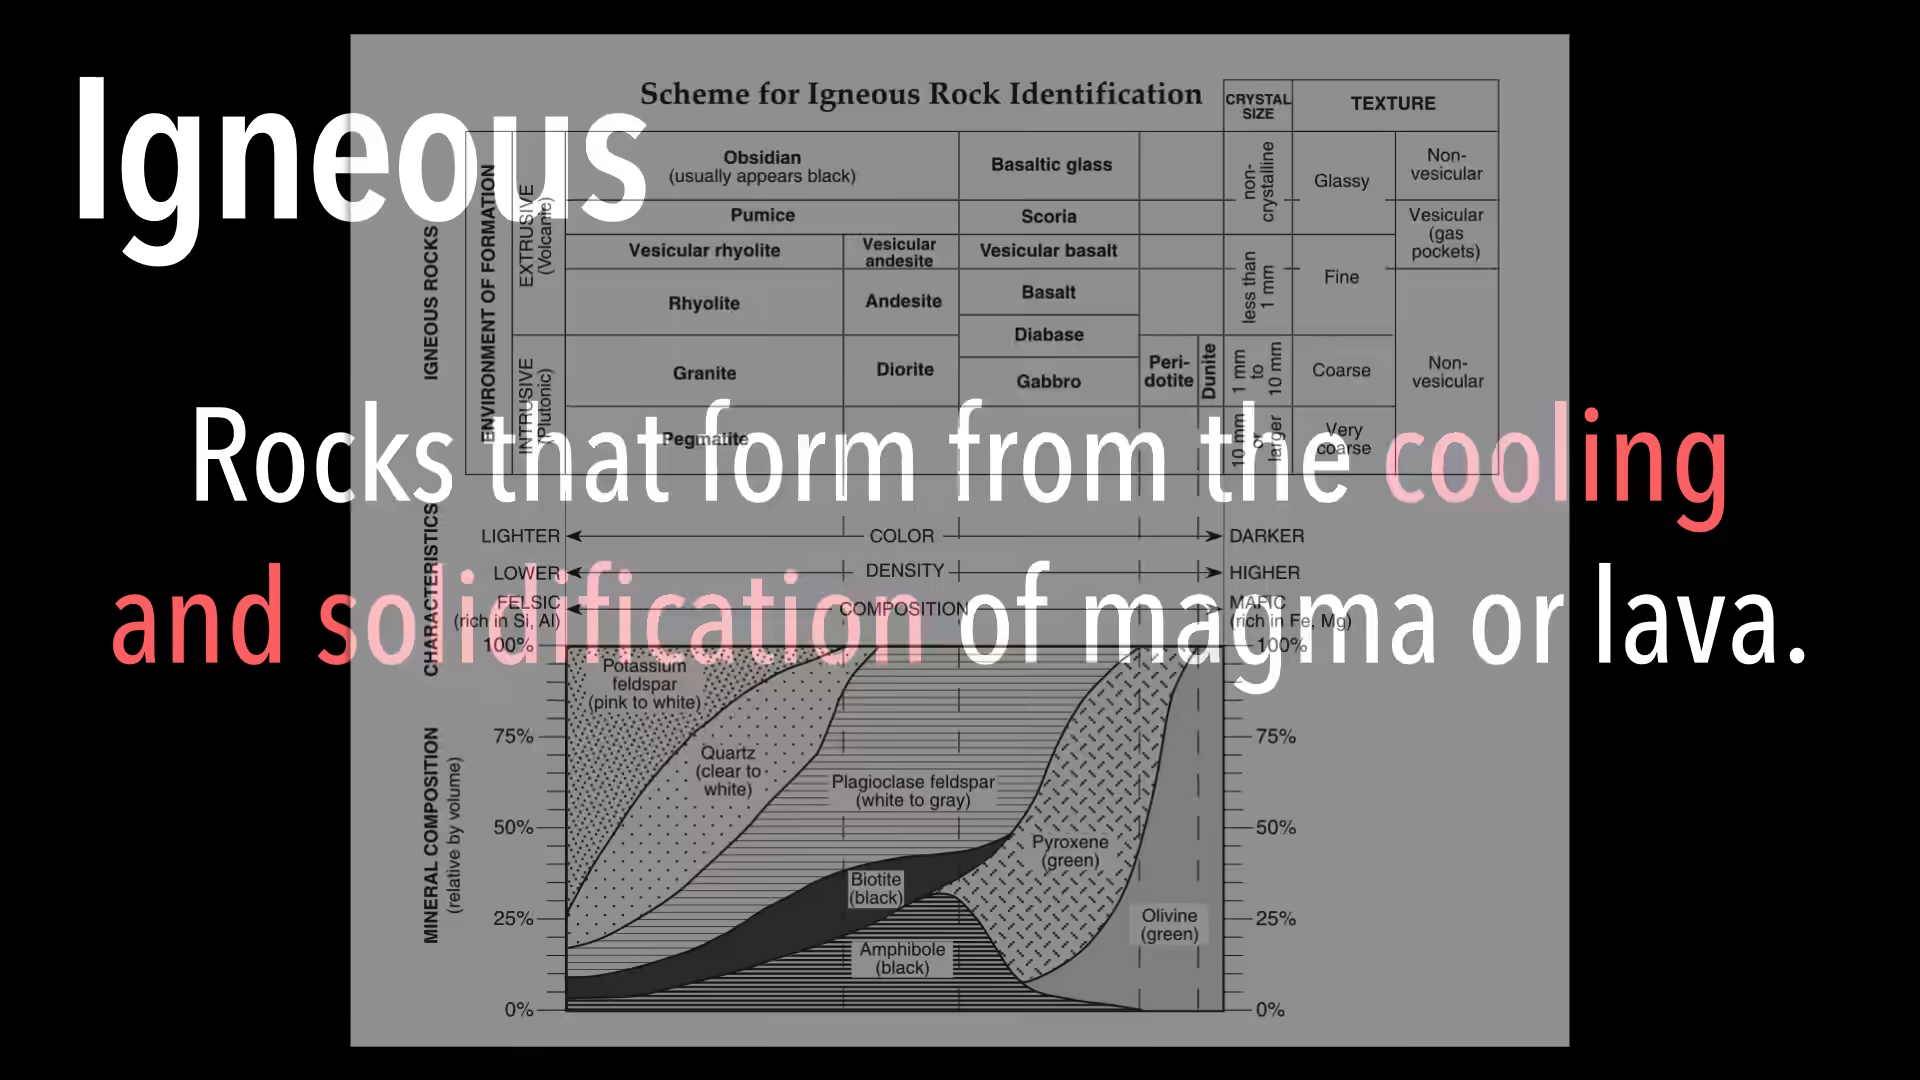 Igneous
Rocks that form from the cooling
and solidification of magma or lava.
Scheme for Igneous Rock Identification
CRYSTAL
SIZE
TEXTURE
IGNEOUS ROCKS
ENVIRONMENT OF FORMATION
EXTRUSIVE
(Volcanic)
Obsidian
(usually appears black)
Basaltic glass
non-
crystalline
Glassy
Non-
vesicular
Pumice
Scoria
Vesicular
(gas
pockets)
Vesicular rhyolite
Vesicular
andesite
Vesicular basalt
less than
1 mm
Fine
Rhyolite
Andesite
Basalt
Diabase
INTRUSIVE
(Plutonic)
Granite
Diorite
Gabbro
Peri-
dotite
Dunite
1 mm
to
10 mm
Coarse
Non-
vesicular
Pegmatite
10 mm
or
larger
Very
coarse
CHARACTERISTICS
LIGHTER
COLOR
DARKER
LOWER
DENSITY
HIGHER
FELSIC
(rich in Si, Al)
COMPOSITION
MAFIC
(rich in Fe, Mg)
MINERAL COMPOSITION
(relative by volume)
100%
75%
50%
25%
0%
Potassium
feldspar
(pink to white)
Quartz
(clear to
white)
Plagioclase feldspar
(white to gray)
Biotite
(black)
Amphibole
(black)
Pyroxene
(green)
Olivine
(green)
100%
75%
50%
25%
0%